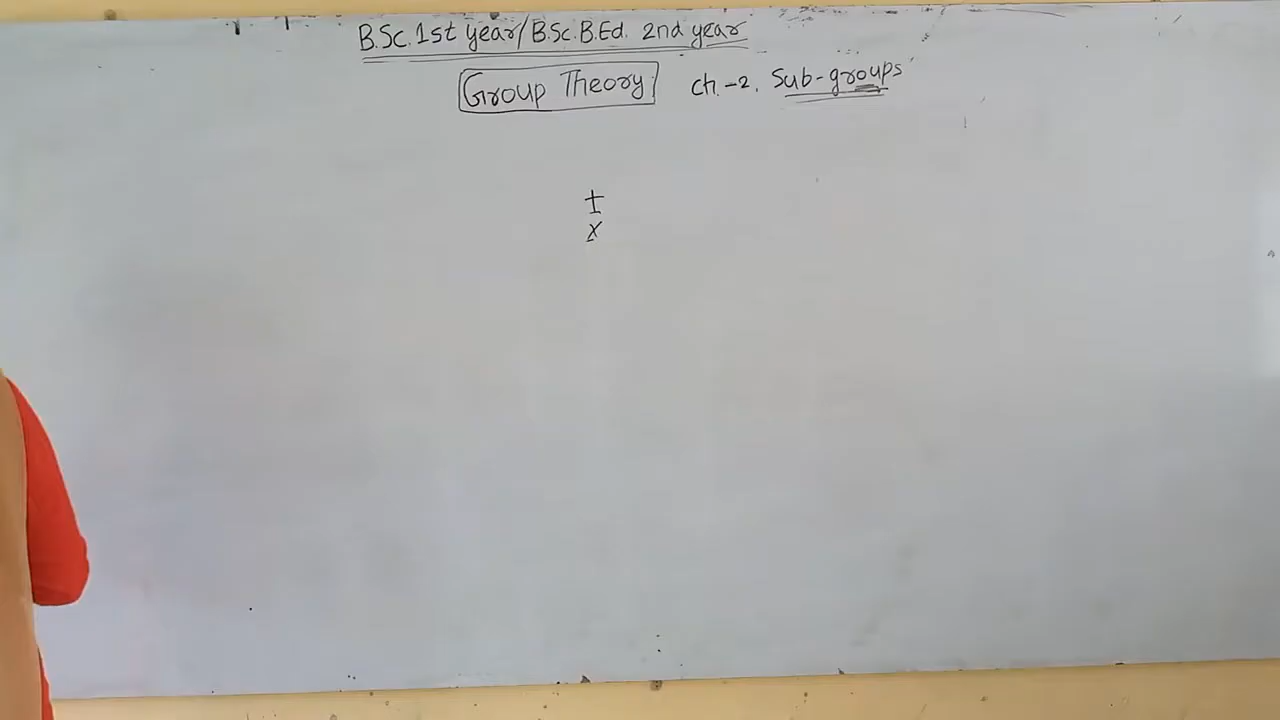 B.Sc. 1st year/B.Sc. B.Ed. 2nd year
Group Theory ch.-2. Sub-groups
+
x